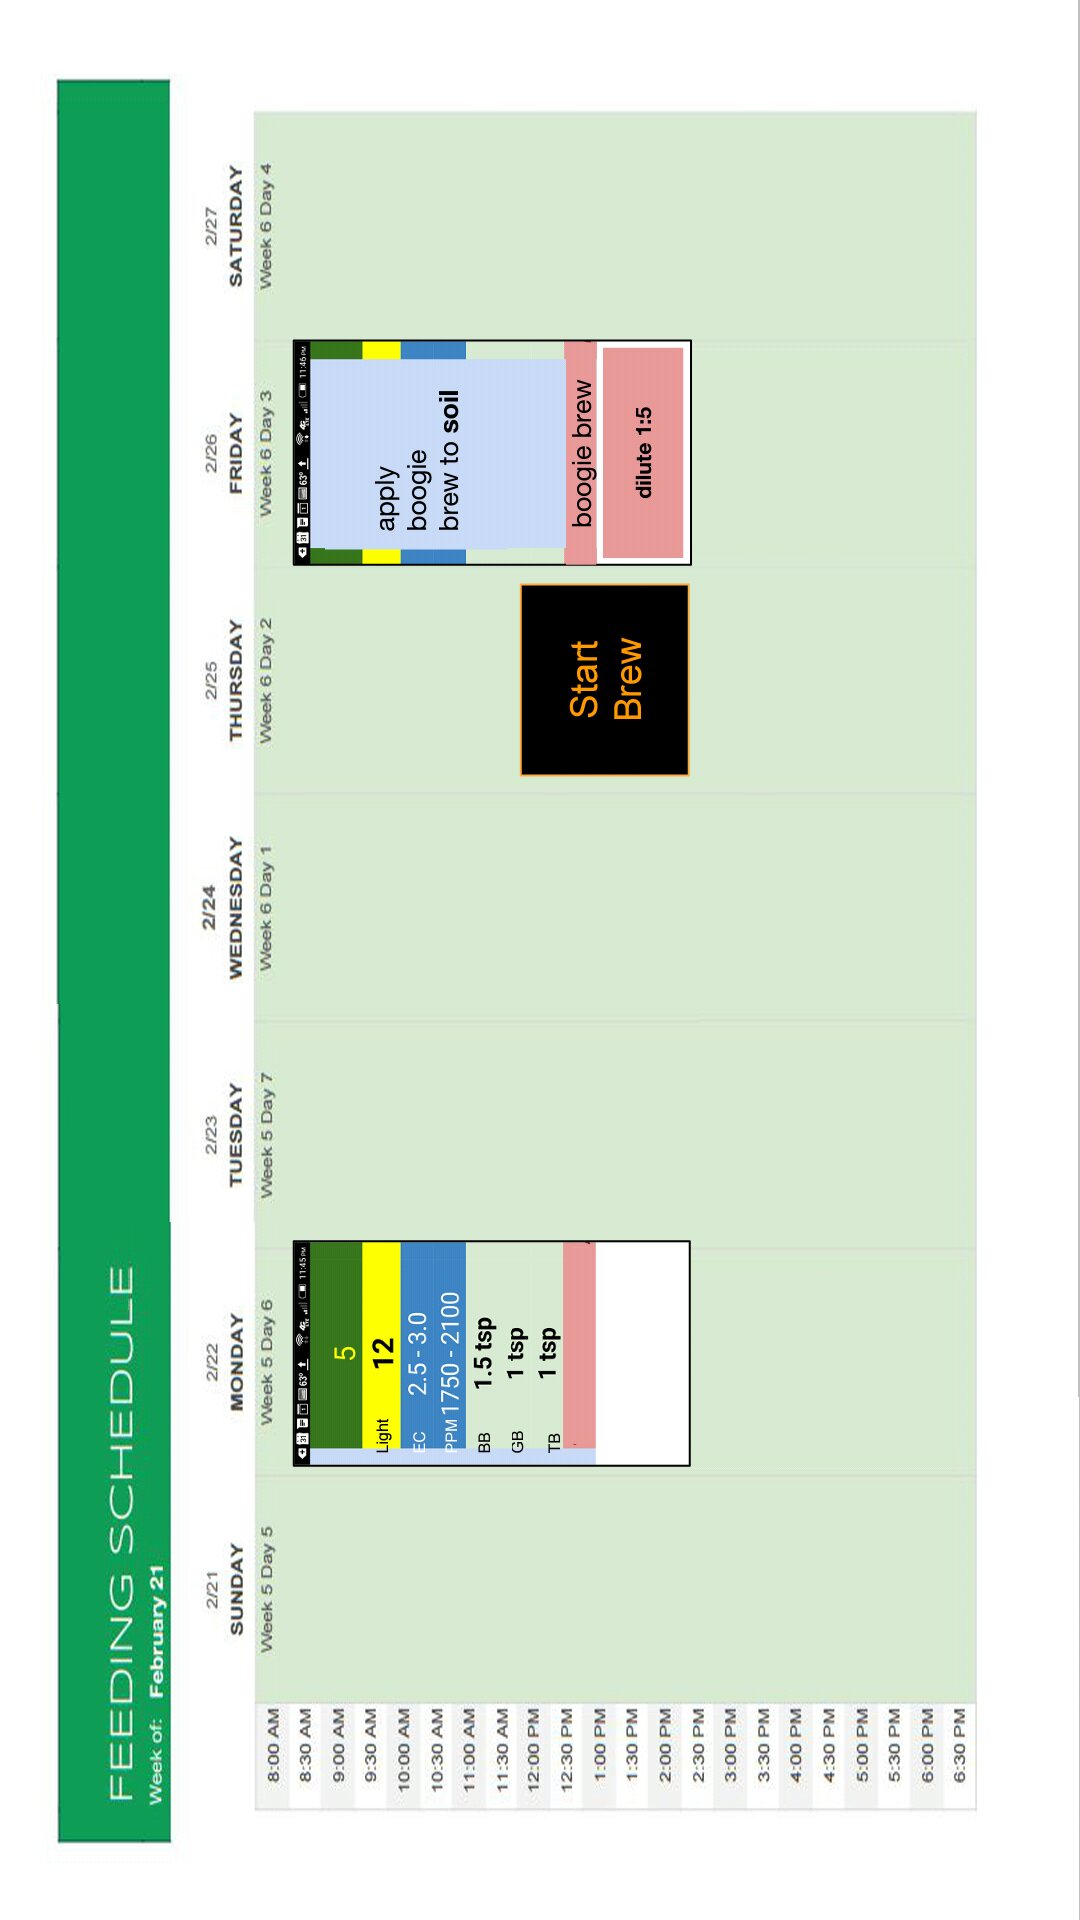 FEEDING SCHEDULE
Week of: February 21
2/21 2/22 2/23 2/24 2/25 2/26 2/27
SUNDAY MONDAY TUESDAY WEDNESDAY THURSDAY FRIDAY SATURDAY
Week 5 Day 5 Week 5 Day 6 Week 5 Day 7 Week 6 Day 1 Week 6 Day 2 Week 6 Day 3 Week 6 Day 4
8:00 AM
8:30 AM
9:00 AM
9:30 AM
10:00 AM
10:30 AM
11:00 AM
11:30 AM
12:00 PM
12:30 PM
1:00 PM
1:30 PM
2:00 PM
2:30 PM
3:00 PM
3:30 PM
4:00 PM
4:30 PM
5:00 PM
5:30 PM
6:00 PM
6:30 PM
31 63° 4G 11:45 PM
5
Light 12
EC 2.5 - 3.0
PPM 1750 - 2100
BB 1.5 tsp
GB 1 tsp
TB 1 tsp
Start
Brew
31 63° 4G 11:46 PM
apply
boogie
brew to soil
boogie brew
dilute 1:5